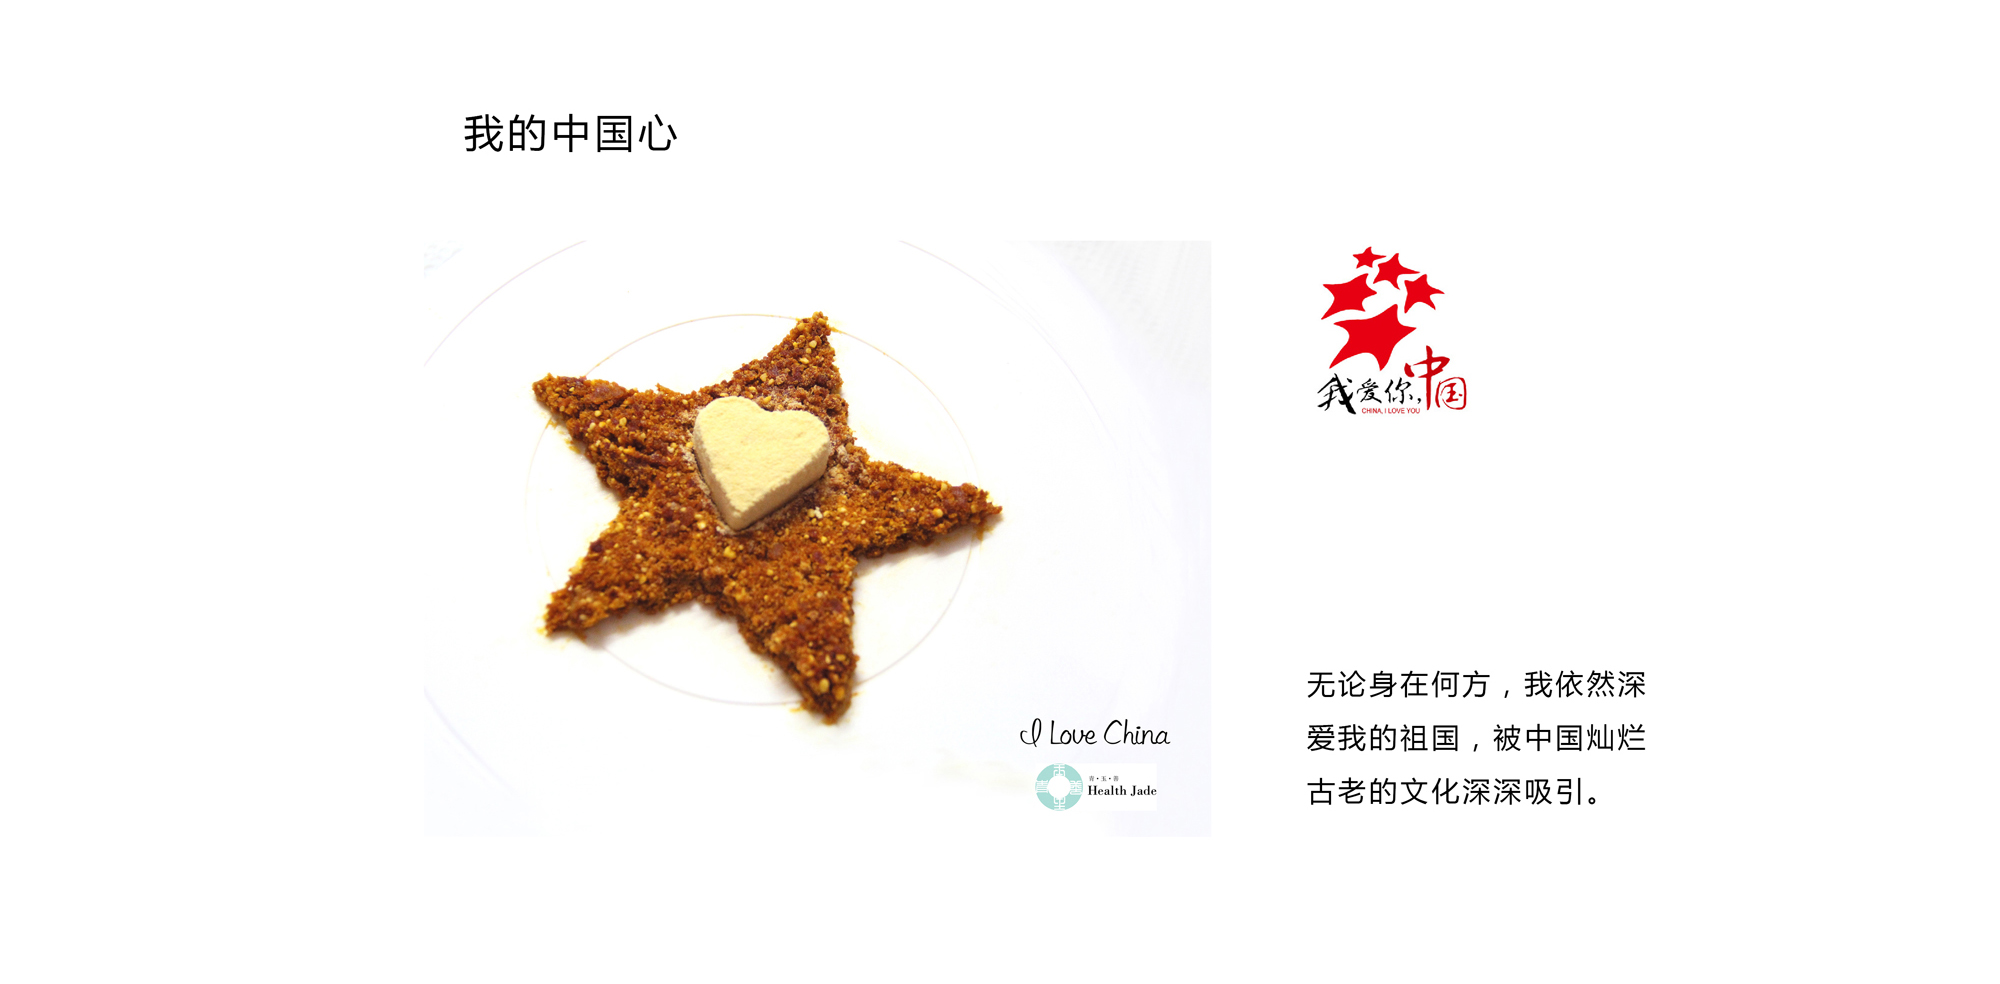 我的中国心
我爱你,中国
CHINA, I LOVE YOU
I Love China
Health Jade
无论身在何方，我依然深
爱我的祖国，被中国灿烂
古老的文化深深吸引。